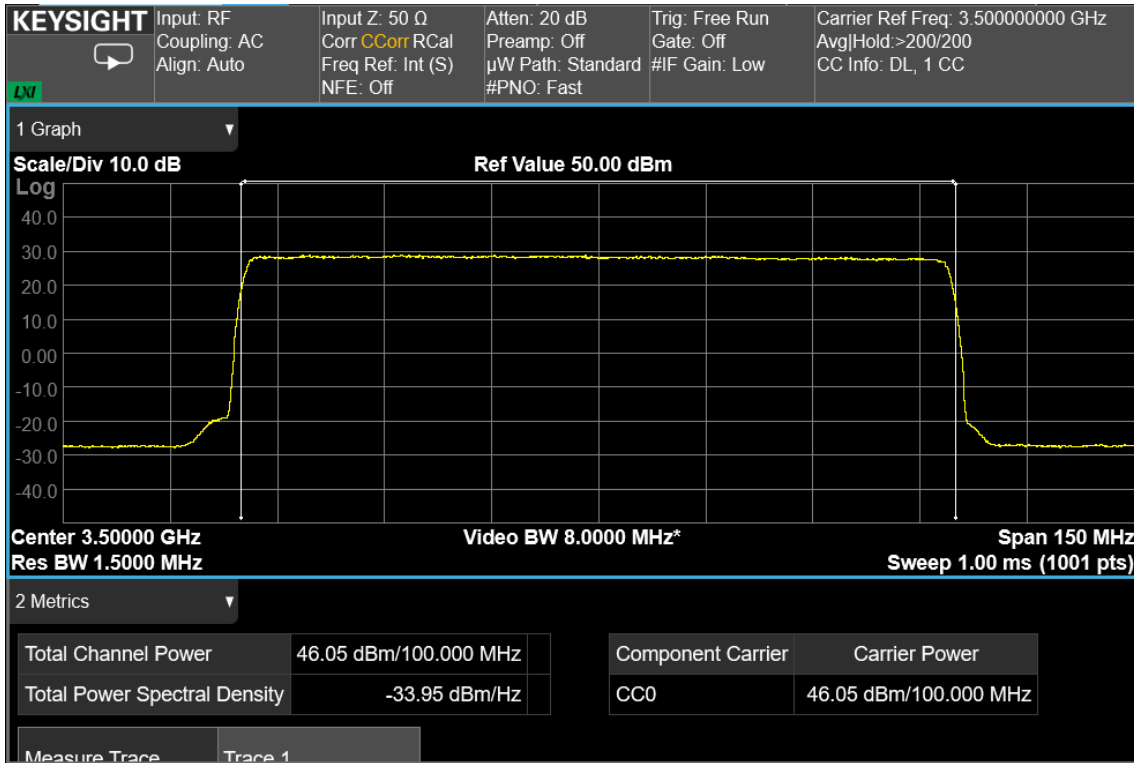 KEYSIGHT
Input: RF
Coupling: AC
Align: Auto
Input Z: 50 Ω
Corr CCorr RCal
Freq Ref: Int (S)
NFE: Off
Atten: 20 dB
Preamp: Off
µW Path: Standard
#PNO: Fast
Trig: Free Run
Gate: Off
#IF Gain: Low
Carrier Ref Freq: 3.500000000 GHz
Avg|Hold:>200/200
CC Info: DL, 1 CC
LXI
1 Graph
Scale/Div 10.0 dB
Ref Value 50.00 dBm
Log
40.0
30.0
20.0
10.0
0.00
-10.0
-20.0
-30.0
-40.0
Center 3.50000 GHz
Video BW 8.0000 MHz*
Span 150 MHz
Res BW 1.5000 MHz
Sweep 1.00 ms (1001 pts)
2 Metrics
Total Channel Power 46.05 dBm/100.000 MHz
Total Power Spectral Density -33.95 dBm/Hz
Component Carrier Carrier Power
CC0 46.05 dBm/100.000 MHz
Measure Trace Trace 1